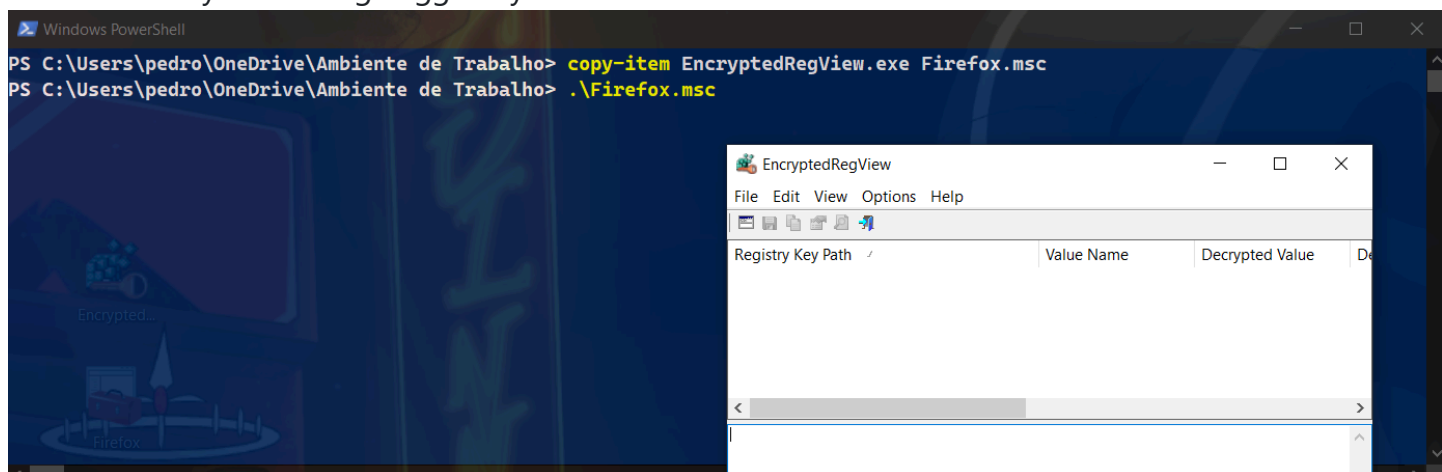 Windows PowerShell
PS C:\Users\pedro\OneDrive\Ambiente de Trabalho> copy-item EncryptedRegView.exe Firefox.msc
PS C:\Users\pedro\OneDrive\Ambiente de Trabalho> .\Firefox.msc
EncryptedRegView
File Edit View Options Help
Registry Key Path Value Name Decrypted Value De
Encrypted...
Firefox